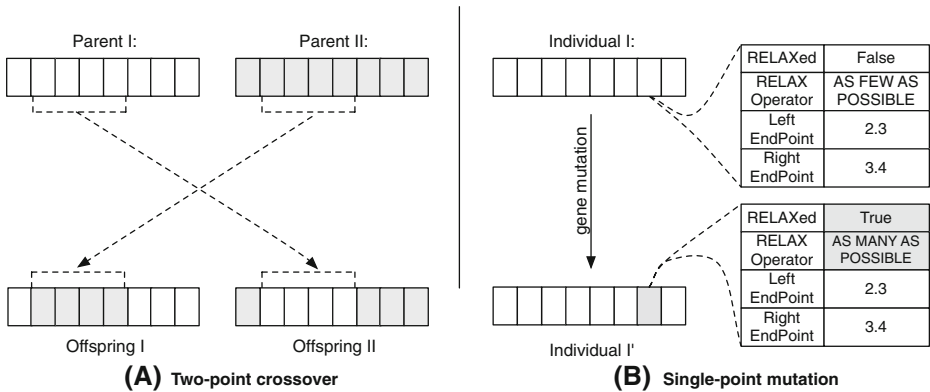 Parent I:
Parent II:
Offspring I
Offspring II
(A) Two-point crossover
Individual I:
gene mutation
Individual I'
RELAXed
False
RELAX
Operator
AS FEW AS
POSSIBLE
Left
EndPoint
2.3
Right
EndPoint
3.4
RELAXed
True
RELAX
Operator
AS MANY AS
POSSIBLE
Left
EndPoint
2.3
Right
EndPoint
3.4
(B) Single-point mutation